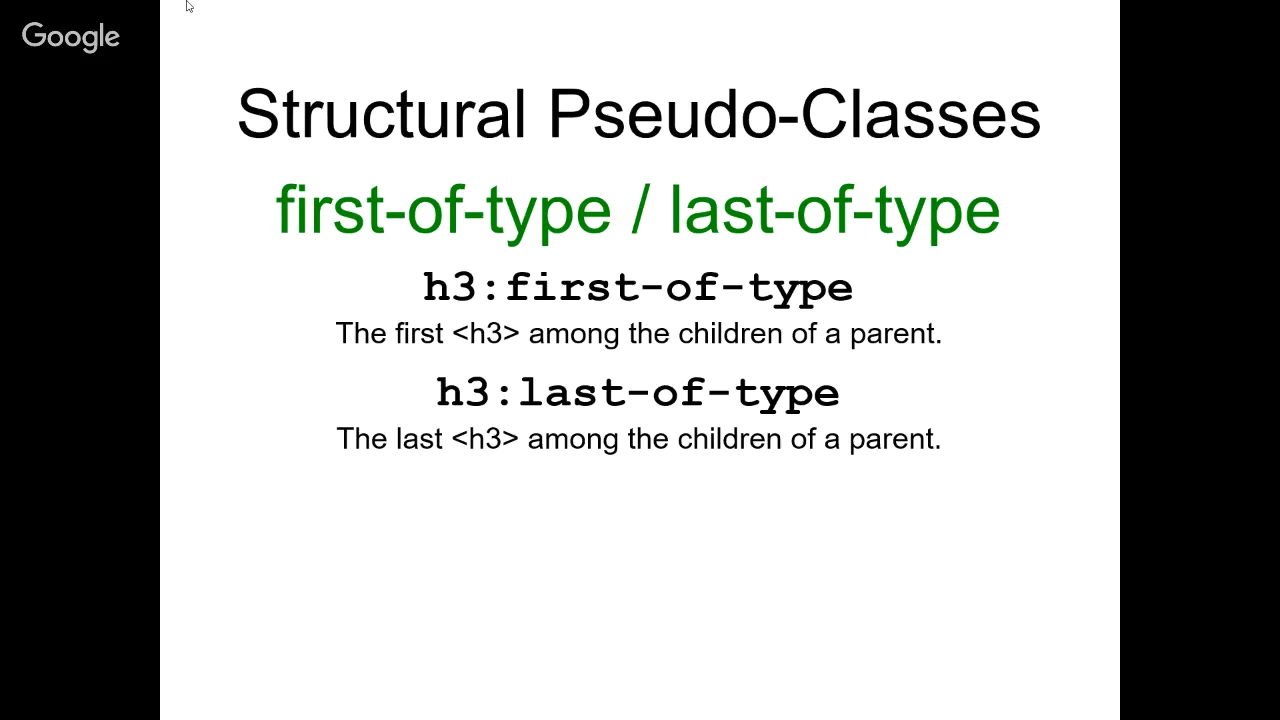 Google
Structural Pseudo-Classes
first-of-type / last-of-type
h3:first-of-type
The first <h3> among the children of a parent.
h3:last-of-type
The last <h3> among the children of a parent.